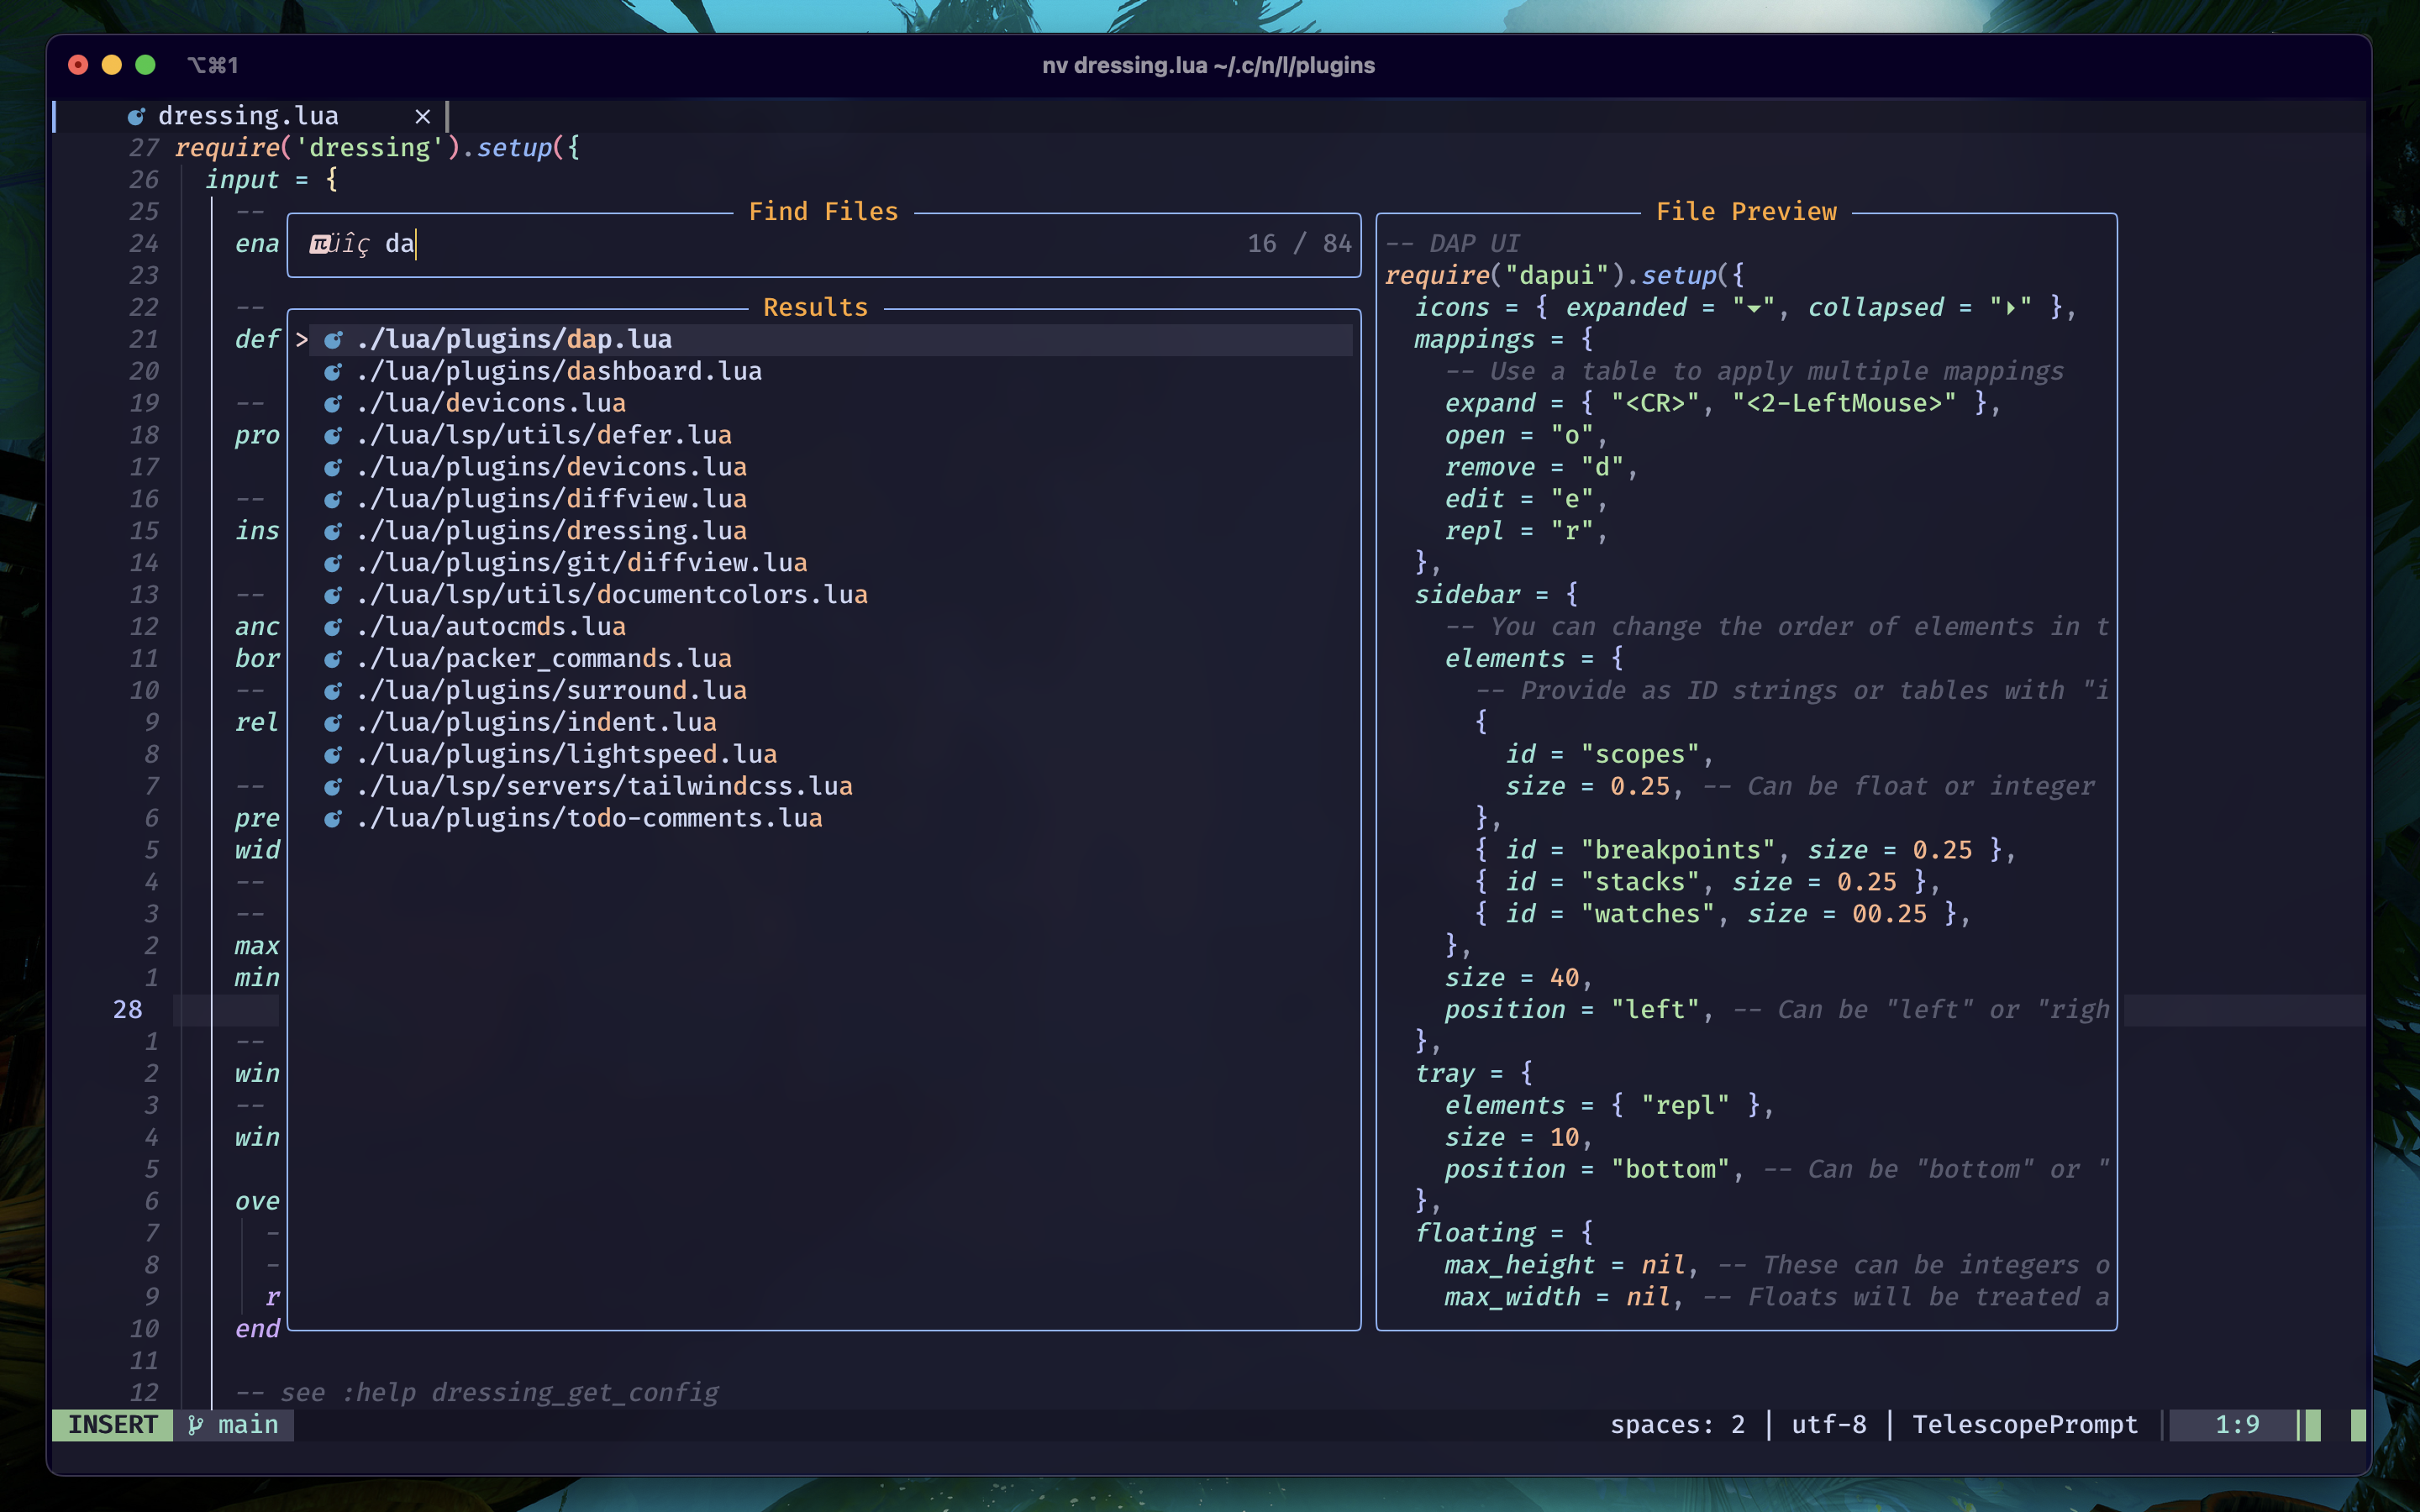 ⌥⌘1
nv dressing.lua ~/.c/n/l/plugins
dressing.lua ×
27 require('dressing').setup({
26 input = {
25 --
24 ena
23
22 --
21 def
20
19 --
18 pro
17
16 --
15 ins
14
13 --
12 anc
11 bor
10 --
9 rel
8
7 --
6 pre
5 wid
4 --
3 --
2 max
1 min
28
1 --
2 win
3 --
4 win
5
6 ove
7 -
8 -
9 r
10 end
11
12 -- see :help dressing_get_config
Find Files
πüîç da 16 / 84
Results
> ./lua/plugins/dap.lua
./lua/plugins/dashboard.lua
./lua/devicons.lua
./lua/lsp/utils/defer.lua
./lua/plugins/devicons.lua
./lua/plugins/diffview.lua
./lua/plugins/dressing.lua
./lua/plugins/git/diffview.lua
./lua/lsp/utils/documentcolors.lua
./lua/autocmds.lua
./lua/packer_commands.lua
./lua/plugins/surround.lua
./lua/plugins/indent.lua
./lua/plugins/lightspeed.lua
./lua/lsp/servers/tailwindcss.lua
./lua/plugins/todo-comments.lua
File Preview
-- DAP UI
require("dapui").setup({
icons = { expanded = "▾", collapsed = "▸" },
mappings = {
-- Use a table to apply multiple mappings
expand = { "<CR>", "<2-LeftMouse>" },
open = "o",
remove = "d",
edit = "e",
repl = "r",
},
sidebar = {
-- You can change the order of elements in t
elements = {
-- Provide as ID strings or tables with "i
{
id = "scopes",
size = 0.25, -- Can be float or integer
},
{ id = "breakpoints", size = 0.25 },
{ id = "stacks", size = 0.25 },
{ id = "watches", size = 00.25 },
},
size = 40,
position = "left", -- Can be "left" or "righ
},
tray = {
elements = { "repl" },
size = 10,
position = "bottom", -- Can be "bottom" or "
},
floating = {
max_height = nil, -- These can be integers o
max_width = nil, -- Floats will be treated a
INSERT main
spaces: 2 | utf-8 | TelescopePrompt | 1:9